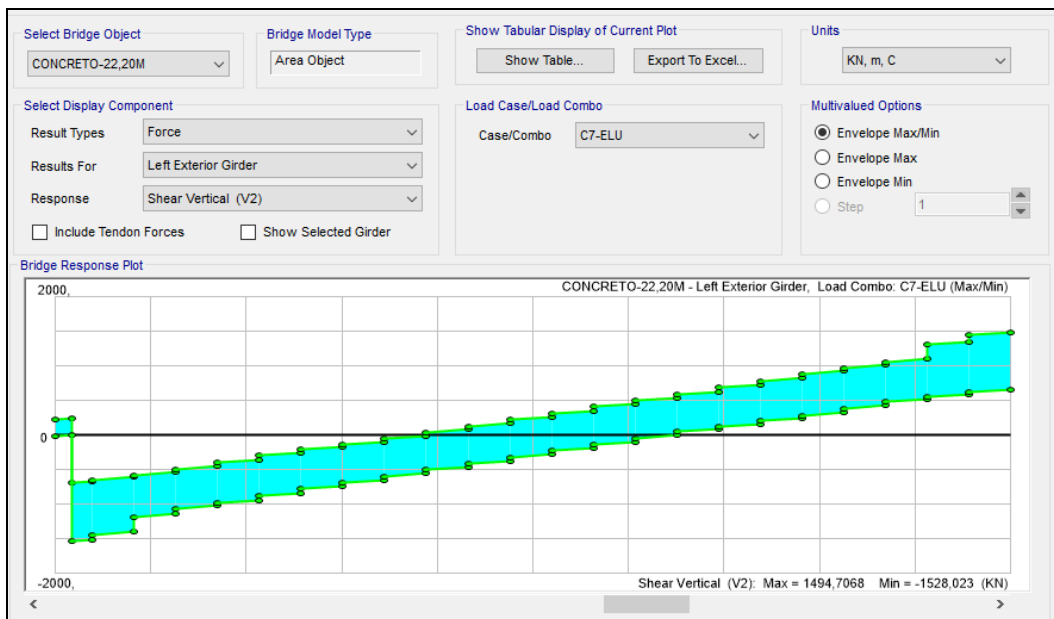 Select Bridge Object
CONCRETO-22,20M
Bridge Model Type
Area Object
Show Tabular Display of Current Plot
Show Table...
Export To Excel...
Units
KN, m, C
Select Display Component
Result Types
Force
Results For
Left Exterior Girder
Response
Shear Vertical (V2)
Include Tendon Forces
Show Selected Girder
Load Case/Load Combo
Case/Combo
C7-ELU
Multivalued Options
Envelope Max/Min
Envelope Max
Envelope Min
Step
1
Bridge Response Plot
2000,
CONCRETO-22,20M - Left Exterior Girder, Load Combo: C7-ELU (Max/Min)
0
-2000,
Shear Vertical (V2): Max = 1494,7068 Min = -1528,023 (KN)